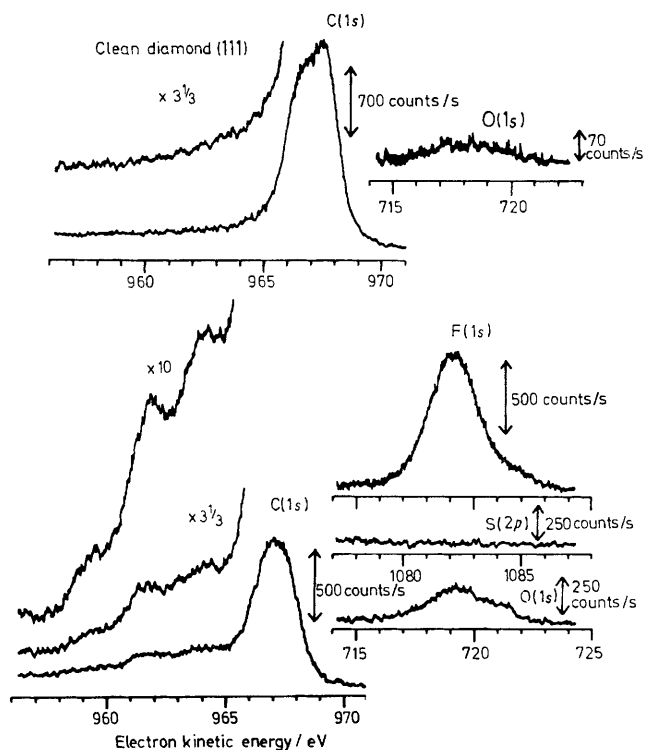 C(1s)
Clean diamond (111)
x 3⅓
700 counts/s
O(1s)
70
counts/s
715 720
960 965 970
x10
F(1s)
500 counts/s
x3⅓
C(1s)
S(2p) 250 counts/s
1080 1085
500 counts/s
O(1s) 250
counts/s
715 720 725
960 965 970
Electron kinetic energy / eV